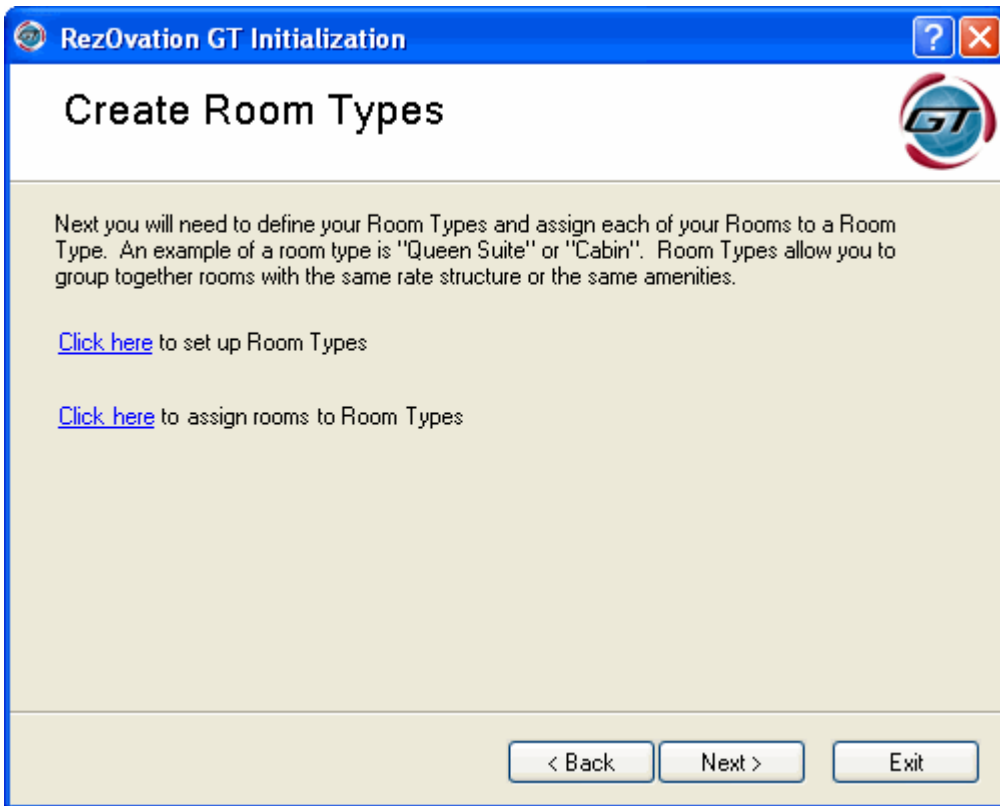 RezOvation GT Initialization
?
Create Room Types
GT
Next you will need to define your Room Types and assign each of your Rooms to a Room
Type.  An example of a room type is "Queen Suite" or "Cabin".  Room Types allow you to
group together rooms with the same rate structure or the same amenities.
Click here to set up Room Types
Click here to assign rooms to Room Types
< Back
Next >
Exit